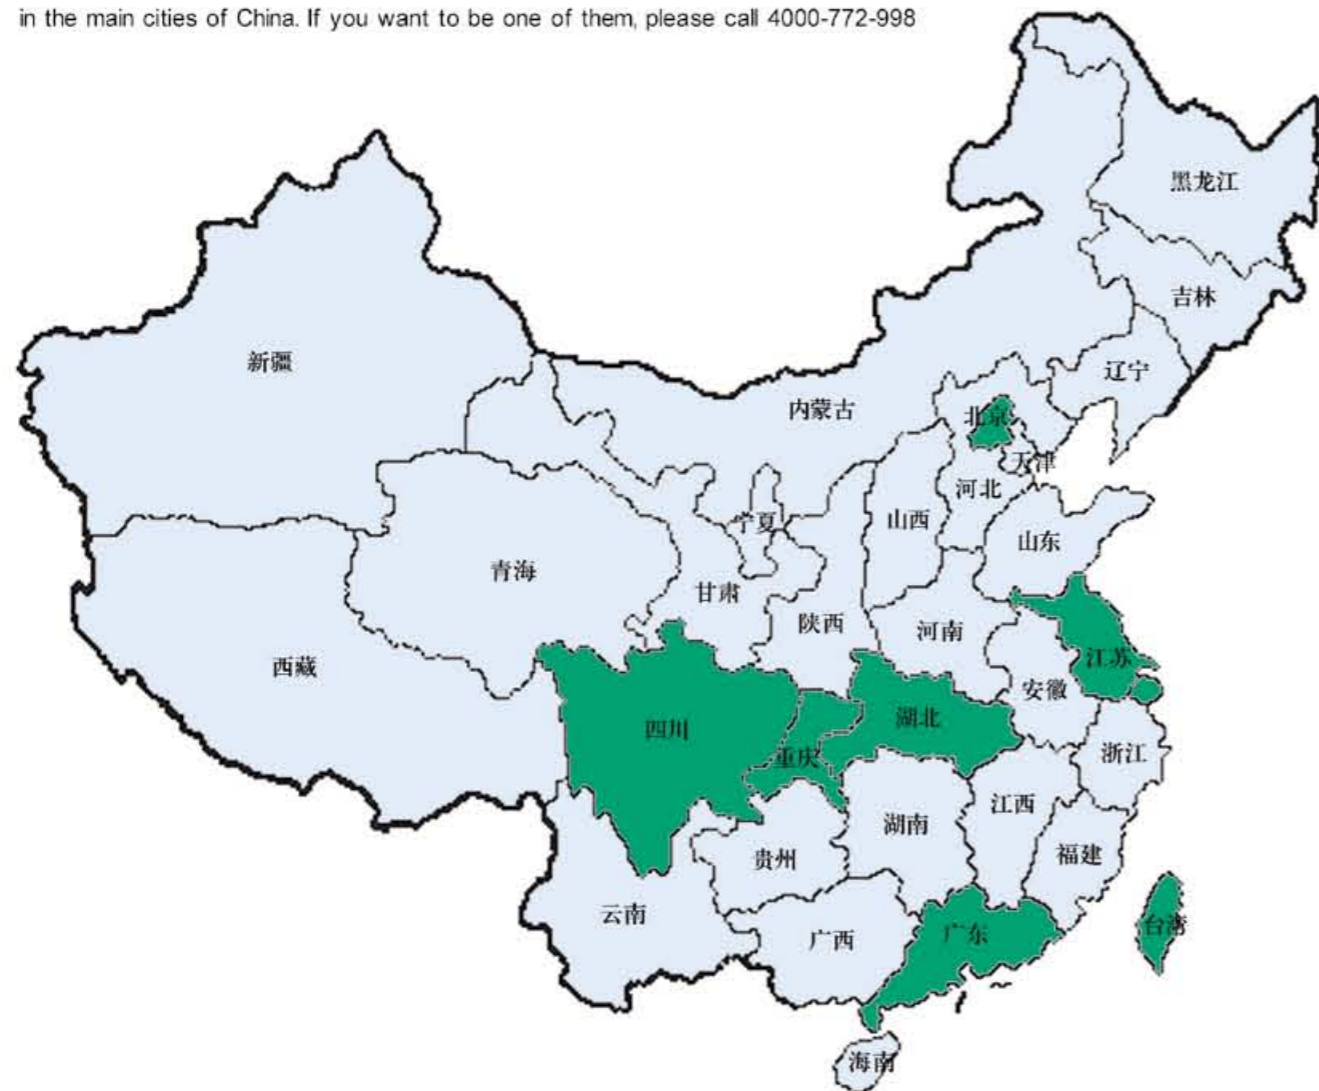 in the main cities of China. If you want to be one of them, please call 4000-772-998
黑龙江
吉林
辽宁
新疆
内蒙古
北京
天津
河北
宁夏
山西
山东
青海
甘肃
陕西
河南
江苏
西藏
安徽
四川
湖北
重庆
浙江
江西
湖南
贵州
福建
云南
广西
广东
台湾
海南